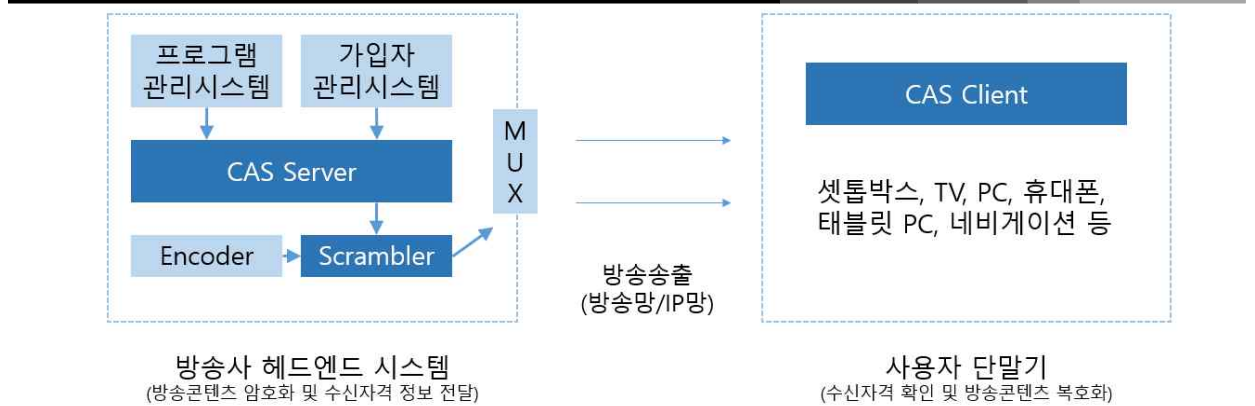 프로그램
관리시스템
가입자
관리시스템
CAS Server
Encoder
Scrambler
M
U
X
방송송출
(방송망/IP망)
CAS Client
셋톱박스, TV, PC, 휴대폰,
태블릿 PC, 네비게이션 등
방송사 헤드엔드 시스템
(방송콘텐츠 암호화 및 수신자격 정보 전달)
사용자 단말기
(수신자격 확인 및 방송콘텐츠 복호화)